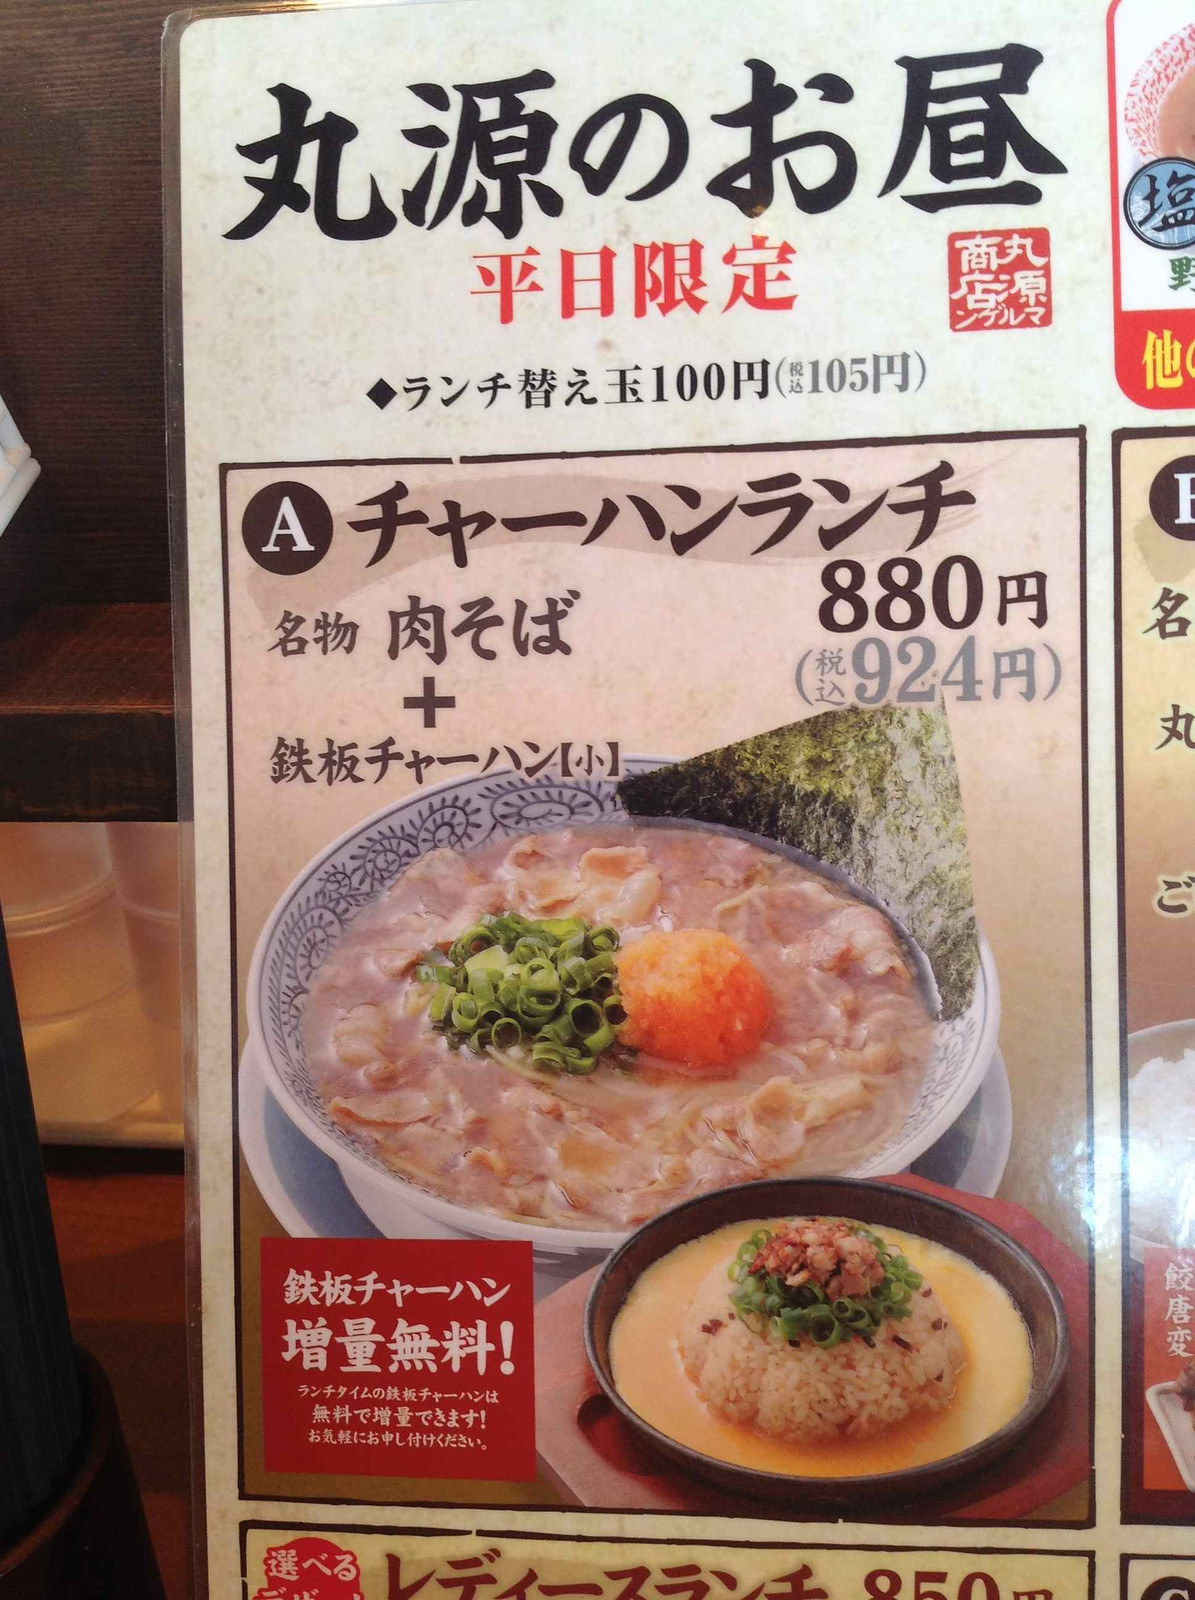 丸源のお昼
平日限定
丸源
商店
マルゲン
◆ランチ替え玉100円(税込105円)
A チャーハンランチ
880円
(税込924円)
名物 肉そば
+
鉄板チャーハン【小】
鉄板チャーハン
増量無料!
ランチタイムの鉄板チャーハンは
無料で増量できます!
お気軽にお申し付けください。
選べる
レディースランチ 850円
塩
野
他の
名
丸
ご
餃
唐
変